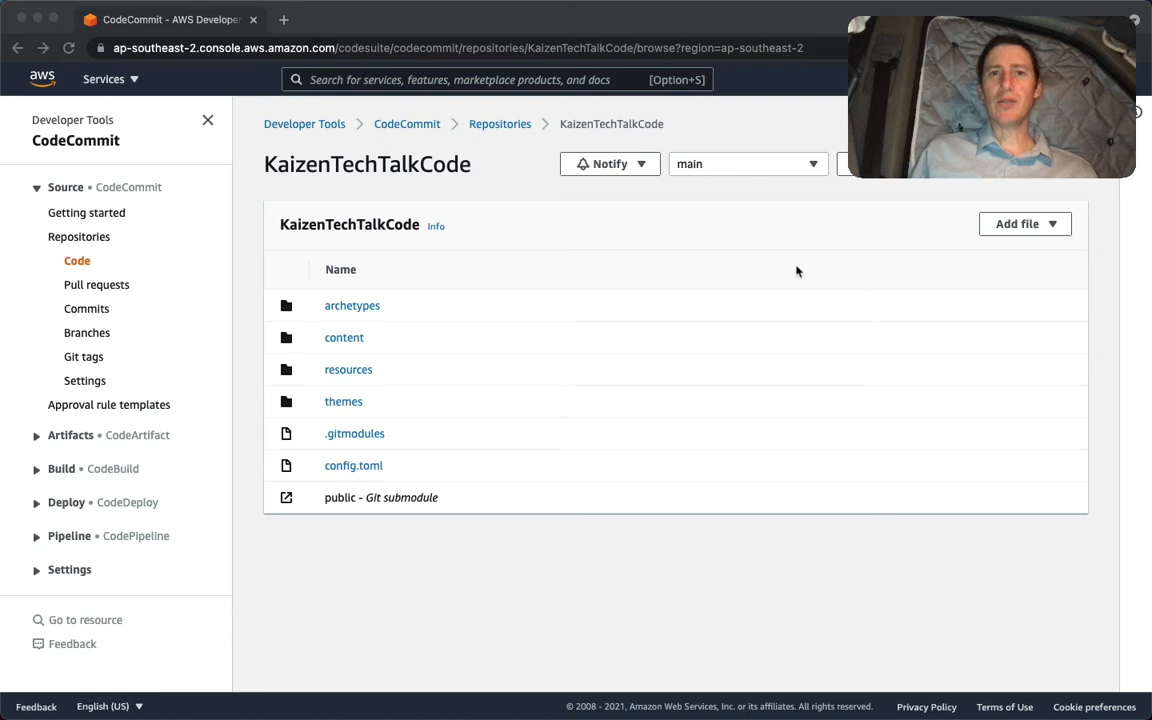 CodeCommit - AWS Develope
ap-southeast-2.console.aws.amazon.com/codesuite/codecommit/repositories/KaizenTechTalkCode/browse?region=ap-southeast-2
aws
Services
Search for services, features, marketplace products, and docs [Option+S]
Developer Tools
CodeCommit
Source • CodeCommit
Getting started
Repositories
Code
Pull requests
Commits
Branches
Git tags
Settings
Approval rule templates
Artifacts • CodeArtifact
Build • CodeBuild
Deploy • CodeDeploy
Pipeline • CodePipeline
Settings
Go to resource
Feedback
Developer Tools
CodeCommit
Repositories
KaizenTechTalkCode
KaizenTechTalkCode
Notify
main
KaizenTechTalkCode Info
Add file
Name
archetypes
content
resources
themes
.gitmodules
config.toml
public - Git submodule
Feedback
English (US)
© 2008 - 2021, Amazon Web Services, Inc. or its affiliates. All rights reserved.
Privacy Policy
Terms of Use
Cookie preferences